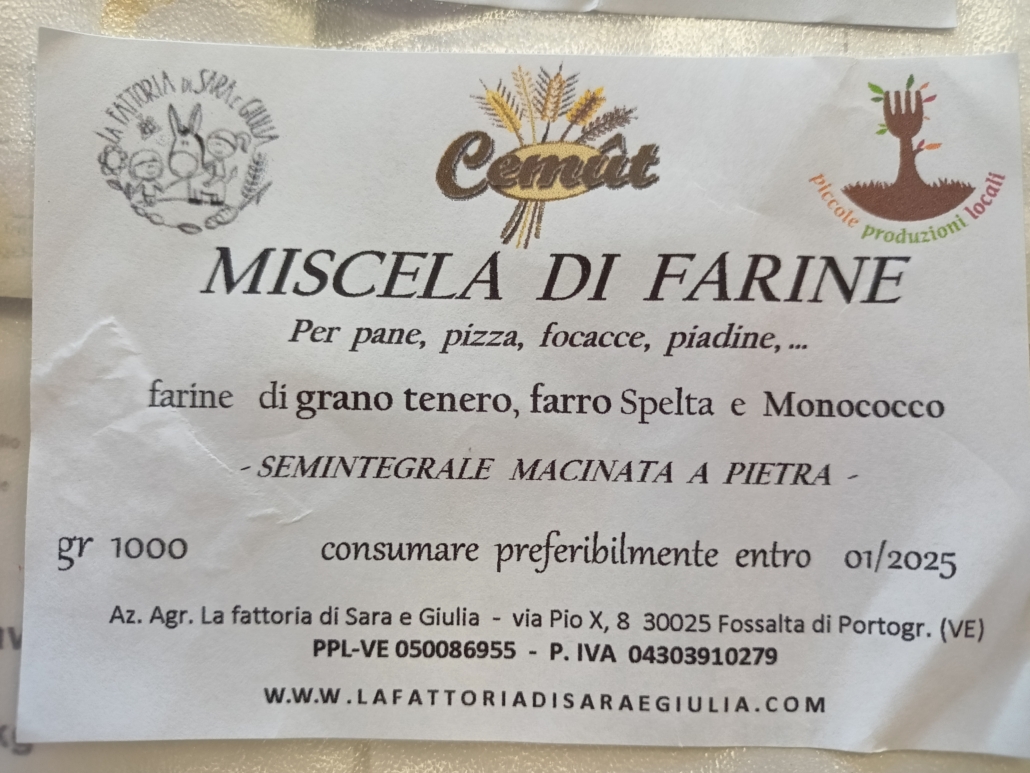 LA FATTORIA DI SARA E GIULIA
Cemût
piccole produzioni locali
MISCELA DI FARINE
Per pane, pizza, focacce, piadine, ...
farine di grano tenero, farro Spelta e Monococco
- SEMINTEGRALE MACINATA A PIETRA -
gr 1000 consumare preferibilmente entro 01/2025
Az. Agr. La fattoria di Sara e Giulia - via Pio X, 8 30025 Fossalta di Portogr. (VE)
PPL-VE 050086955 - P. IVA 04303910279
W.W.W.LAFATTORIADISARAEGIULIA.COM